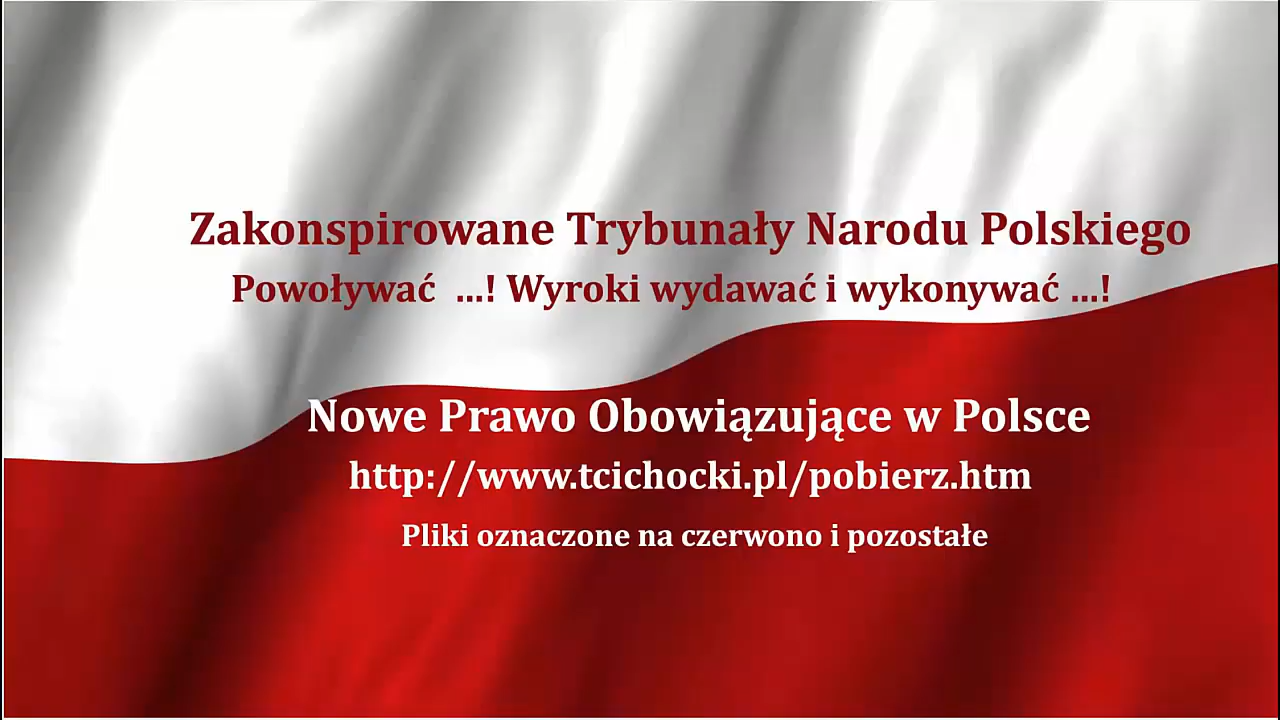 Zakonspirowane Trybunały Narodu Polskiego
Powoływać ...! Wyroki wydawać i wykonywać ...!
Nowe Prawo Obowiązujące w Polsce
http://www.tcichocki.pl/pobierz.htm
Pliki oznaczone na czerwono i pozostałe